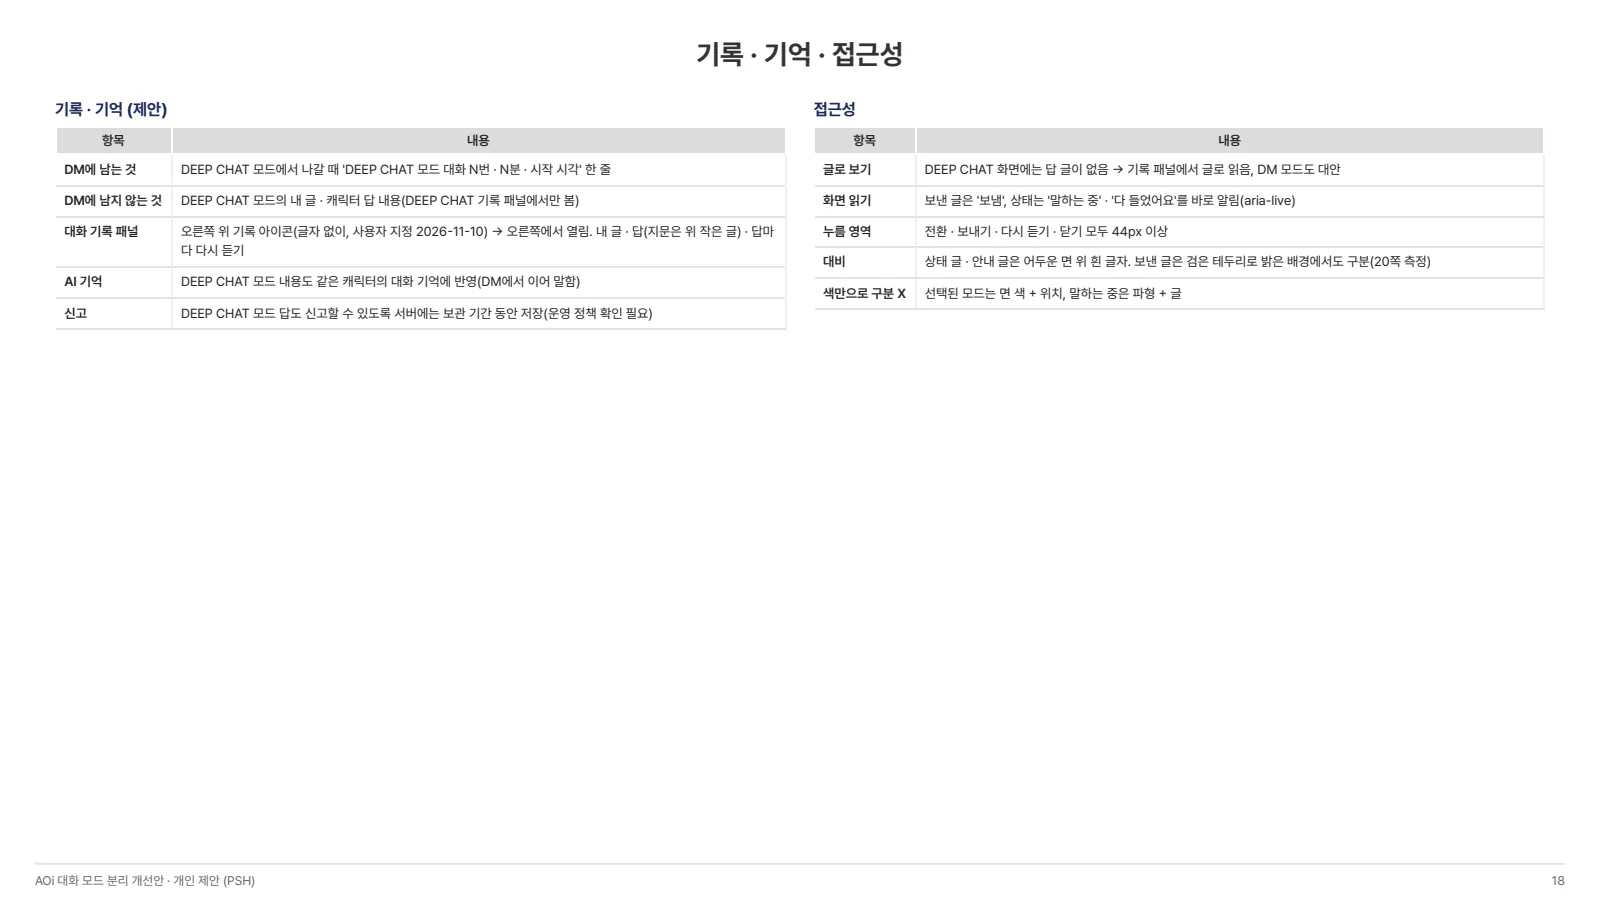 기록 · 기억 · 접근성
기록 · 기억 (제안)
항목 내용
DM에 남는 것 DEEP CHAT 모드에서 나갈 때 'DEEP CHAT 모드 대화 N번 · N분 · 시작 시각' 한 줄
DM에 남지 않는 것 DEEP CHAT 모드의 내 글 · 캐릭터 답 내용(DEEP CHAT 기록 패널에서만 봄)
대화 기록 패널 오른쪽 위 기록 아이콘(글자 없이, 사용자 지정 2026-11-10) → 오른쪽에서 열림. 내 글 · 답(지문은 위 작은 글) · 답마
다 다시 듣기
AI 기억 DEEP CHAT 모드 내용도 같은 캐릭터의 대화 기억에 반영(DM에서 이어 말함)
신고 DEEP CHAT 모드 답도 신고할 수 있도록 서버에는 보관 기간 동안 저장(운영 정책 확인 필요)
접근성
항목 내용
글로 보기 DEEP CHAT 화면에는 답 글이 없음 → 기록 패널에서 글로 읽음, DM 모드도 대안
화면 읽기 보낸 글은 '보냄', 상태는 '말하는 중' · '다 들었어요'를 바로 알림(aria-live)
누름 영역 전환 · 보내기 · 다시 듣기 · 닫기 모두 44px 이상
대비 상태 글 · 안내 글은 어두운 면 위 흰 글자. 보낸 글은 검은 테두리로 밝은 배경에서도 구분(20쪽 측정)
색만으로 구분 X 선택된 모드는 면 색 + 위치, 말하는 중은 파형 + 글
AOi 대화 모드 분리 개선안 · 개인 제안 (PSH)
18